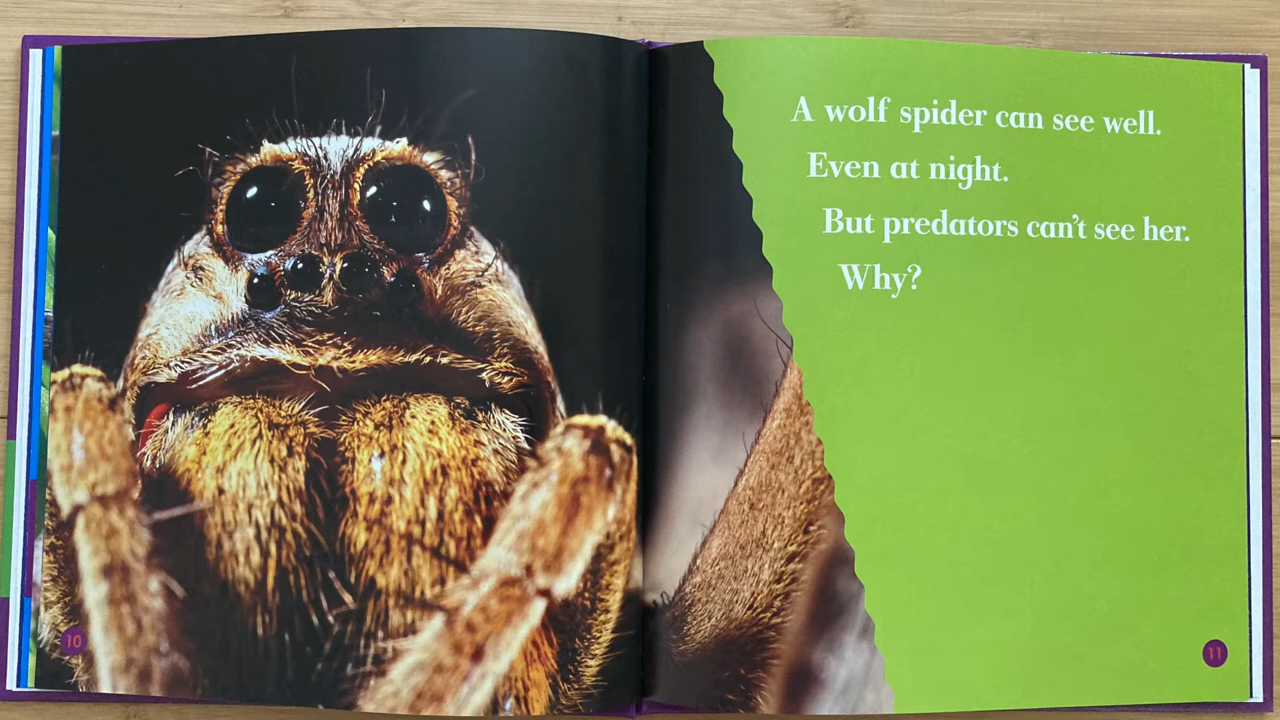 A wolf spider can see well.
Even at night.
But predators can't see her.
Why?
10
11